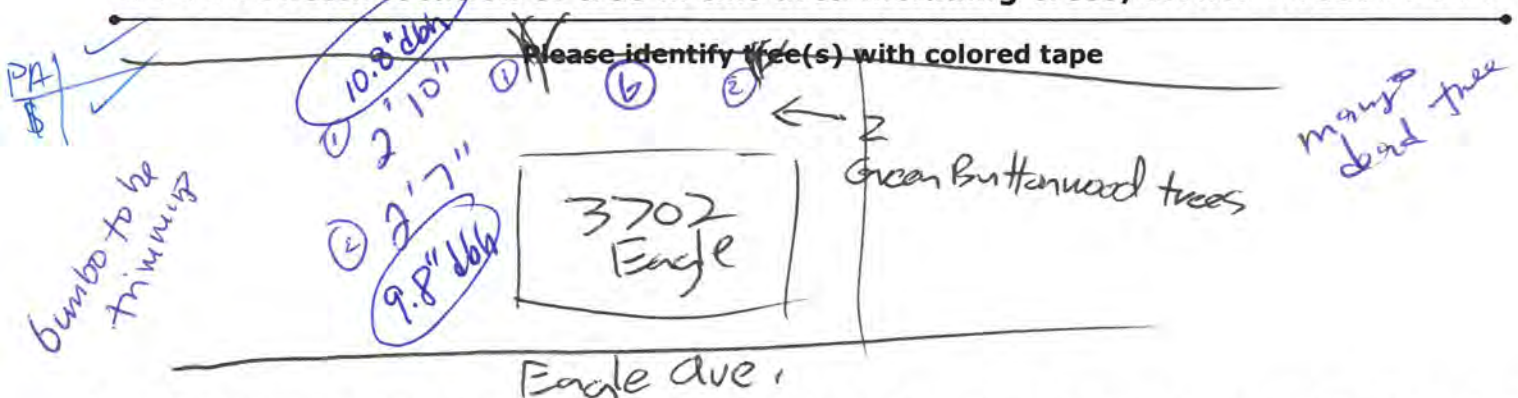 Please identify tree(s) with colored tape
PA
$
10.8" dbh
① 2' 10"
② 2' 7"
9.8" dbh
①
②
2
Green Buttonwood trees
3702
Eagle
mango
dead tree
bumbo to be
trimming
Eagle Ave.